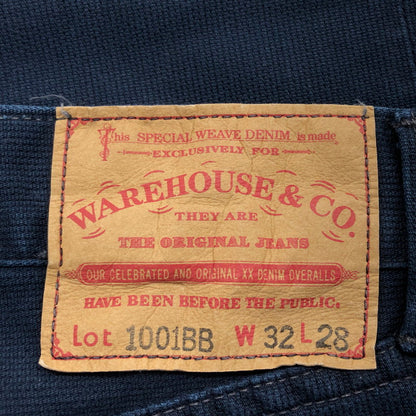 This SPECIAL WEAVE DENIM is made
EXCLUSIVELY FOR
WAREHOUSE & CO.
THEY ARE
THE ORIGINAL JEANS
OUR CELEBRATED AND ORIGINAL XX DENIM OVERALLS
HAVE BEEN BEFORE THE PUBLIC.
Lot 1001BB W 32 L 28